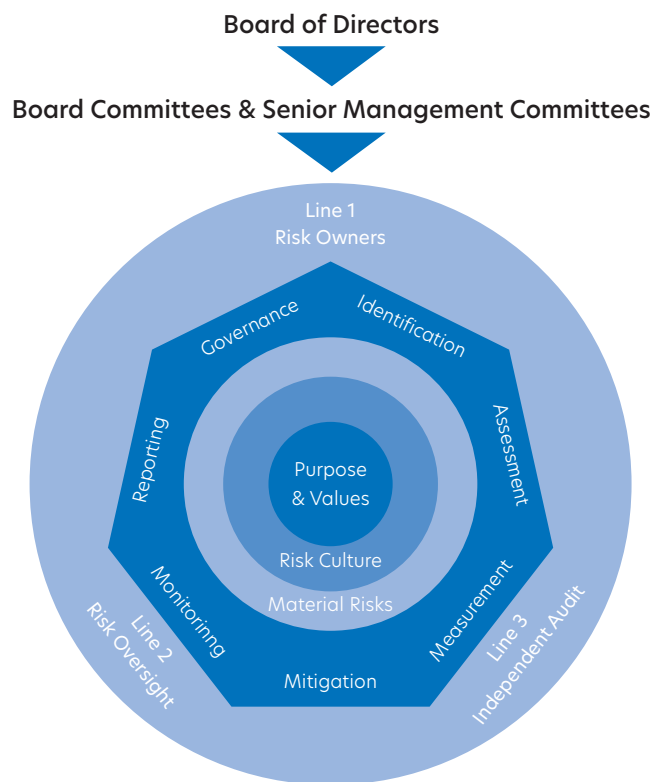 Board of Directors
Board Committees & Senior Management Committees
Line 1
Risk Owners
Governance
Identification
Assessment
Measurement
Mitigation
Monitorinng
Reporting
Purpose
& Values
Risk Culture
Material Risks
Line 2
Risk Oversight
Line 3
Independent Audit